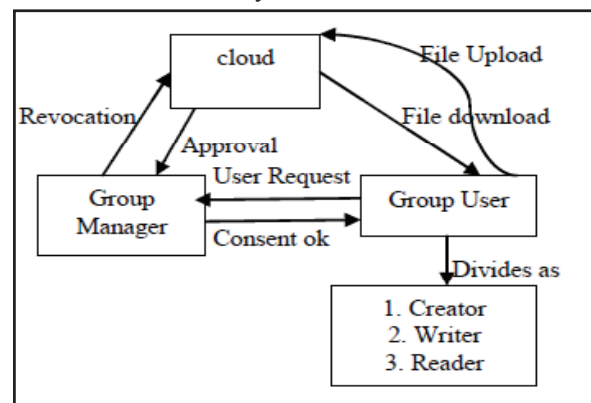 cloud
File Upload
Revocation
File download
Approval
User Request
Group
Manager
Group User
Consent ok
Divides as
1. Creator
2. Writer
3. Reader